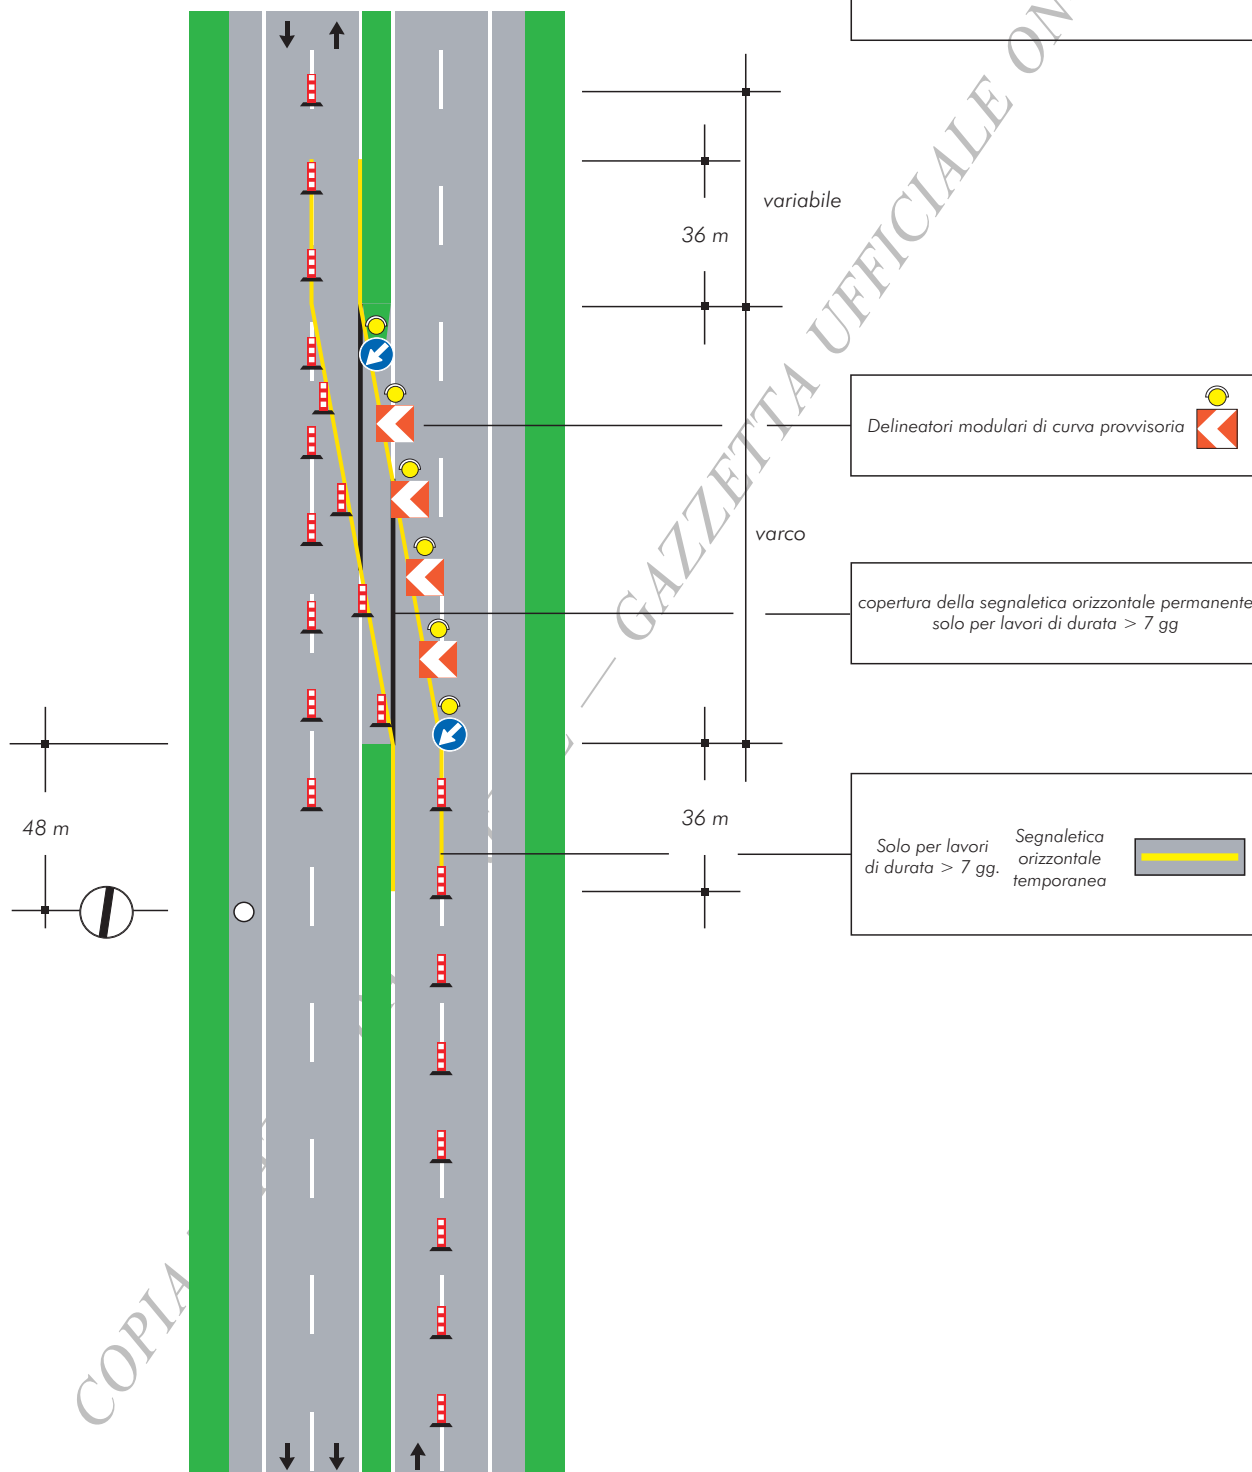 variabile
36 m
Delineatori modulari di curva provvisoria
varco
copertura della segnaletica orizzontale permanente
solo per lavori di durata > 7 gg
48 m
36 m
Solo per lavori
di durata > 7 gg.
Segnaletica
orizzontale
temporanea
COPIA
— GAZZETTA UFFICIALE ON